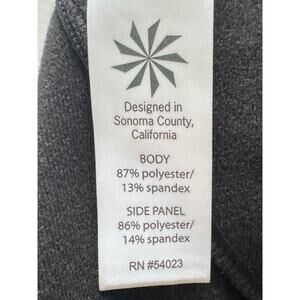 Designed in
Sonoma County,
California
BODY
87% polyester/
13% spandex
SIDE PANEL
86% polyester/
14% spandex
RN #54023